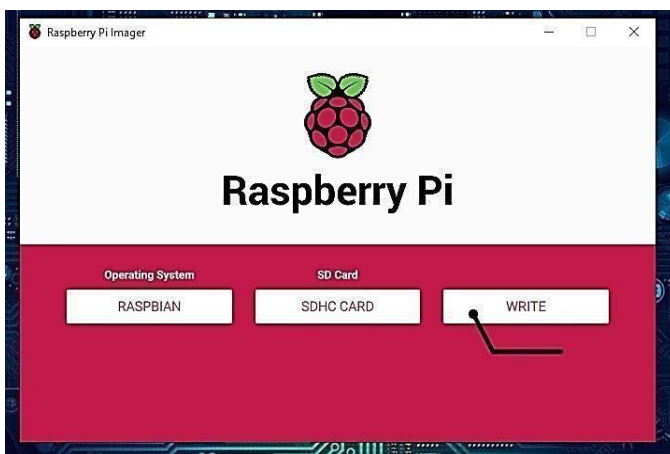 Raspberry Pi Imager
Raspberry Pi
Operating System
SD Card
RASPBIAN
SDHC CARD
WRITE